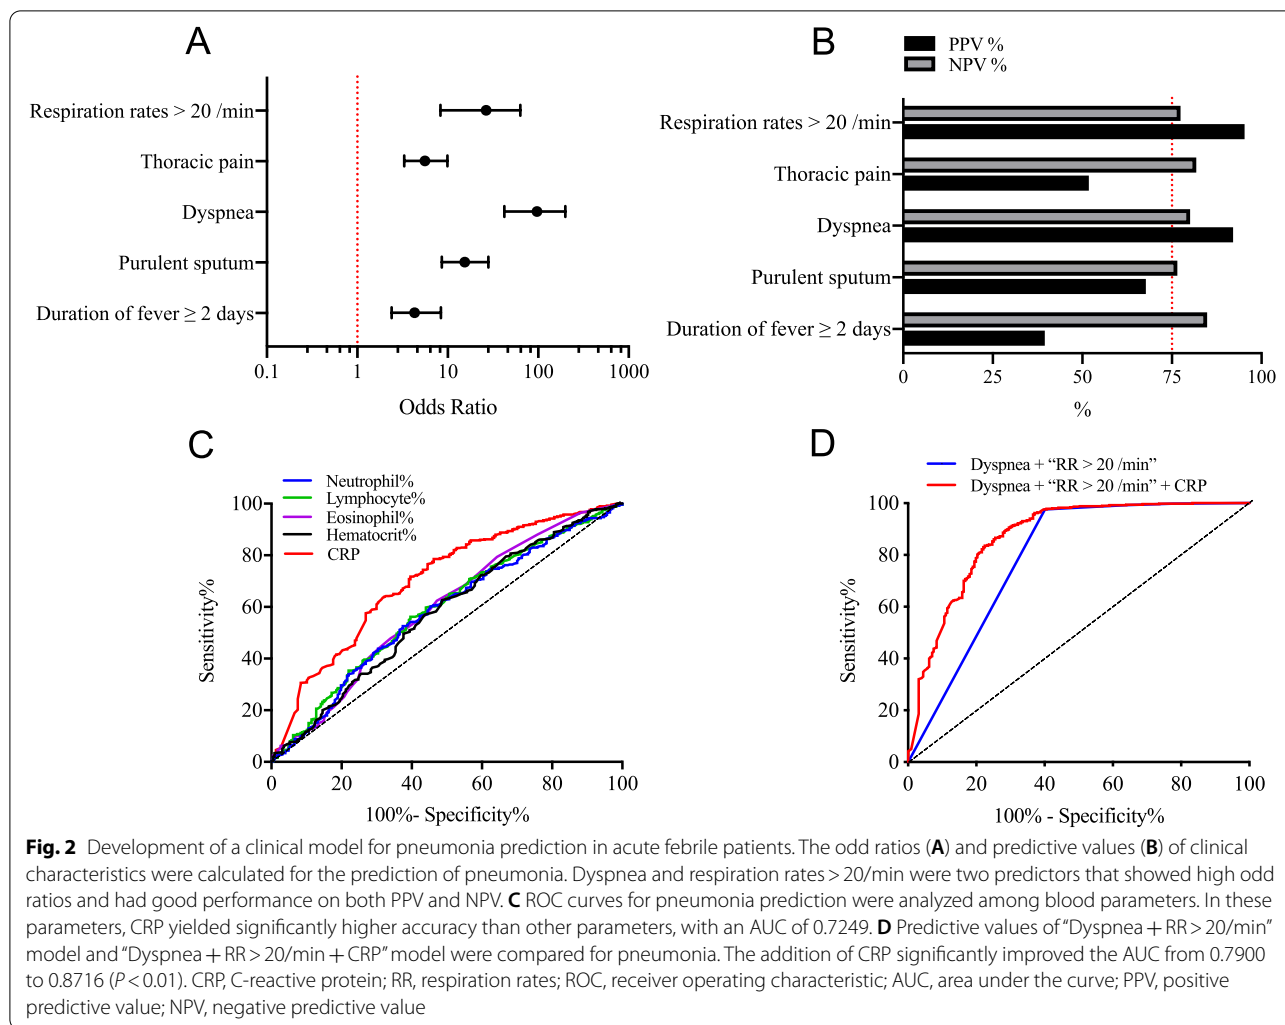 A
Respiration rates > 20 /min
Thoracic pain
Dyspnea
Purulent sputum
Duration of fever ≥ 2 days
0.1 1 10 100 1000
Odds Ratio
B
PPV %
NPV %
Respiration rates > 20 /min
Thoracic pain
Dyspnea
Purulent sputum
Duration of fever ≥ 2 days
0 25 50 75 100
%
C
Neutrophil%
Lymphocyte%
Eosinophil%
Hematocrit%
CRP
Sensitivity%
100
80
60
40
20
0
0 20 40 60 80 100
100%- Specificity%
D
Dyspnea + “RR > 20 /min”
Dyspnea + “RR > 20 /min” + CRP
Sensitivity%
100
80
60
40
20
0
0 20 40 60 80 100
100% - Specificity%
Fig. 2 Development of a clinical model for pneumonia prediction in acute febrile patients. The odd ratios (A) and predictive values (B) of clinical
characteristics were calculated for the prediction of pneumonia. Dyspnea and respiration rates > 20/min were two predictors that showed high odd
ratios and had good performance on both PPV and NPV. C ROC curves for pneumonia prediction were analyzed among blood parameters. In these
parameters, CRP yielded significantly higher accuracy than other parameters, with an AUC of 0.7249. D Predictive values of “Dyspnea + RR > 20/min”
model and “Dyspnea + RR > 20/min + CRP” model were compared for pneumonia. The addition of CRP significantly improved the AUC from 0.7900
to 0.8716 (P < 0.01). CRP, C-reactive protein; RR, respiration rates; ROC, receiver operating characteristic; AUC, area under the curve; PPV, positive
predictive value; NPV, negative predictive value